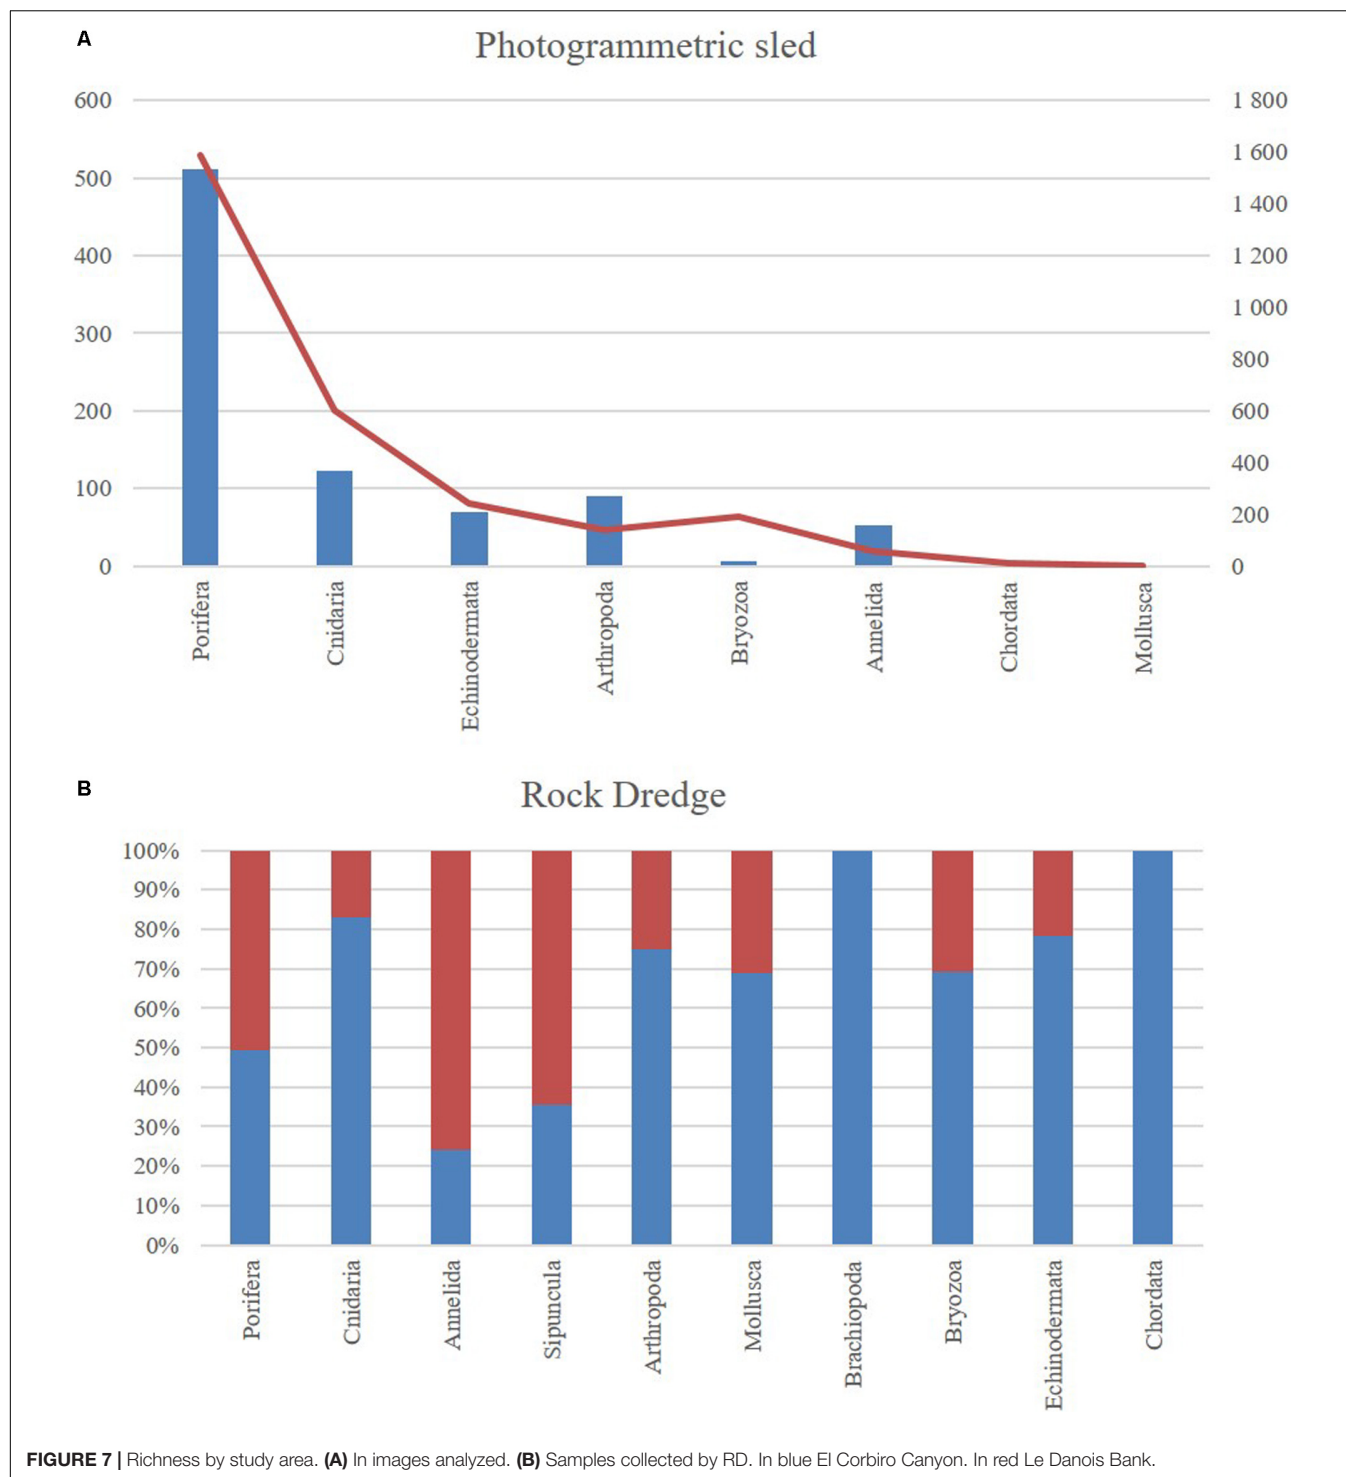 A
Photogrammetric sled
600
500
400
300
200
100
0
1 800
1 600
1 400
1 200
1 000
800
600
400
200
0
Porifera
Cnidaria
Echinodermata
Arthropoda
Bryozoa
Annelida
Chordata
Mollusca
B
Rock Dredge
100%
90%
80%
70%
60%
50%
40%
30%
20%
10%
0%
Porifera
Cnidaria
Annelida
Sipuncula
Arthropoda
Mollusca
Brachiopoda
Bryozoa
Echinodermata
Chordata
FIGURE 7 | Richness by study area. (A) In images analyzed. (B) Samples collected by RD. In blue El Corbiro Canyon. In red Le Danois Bank.